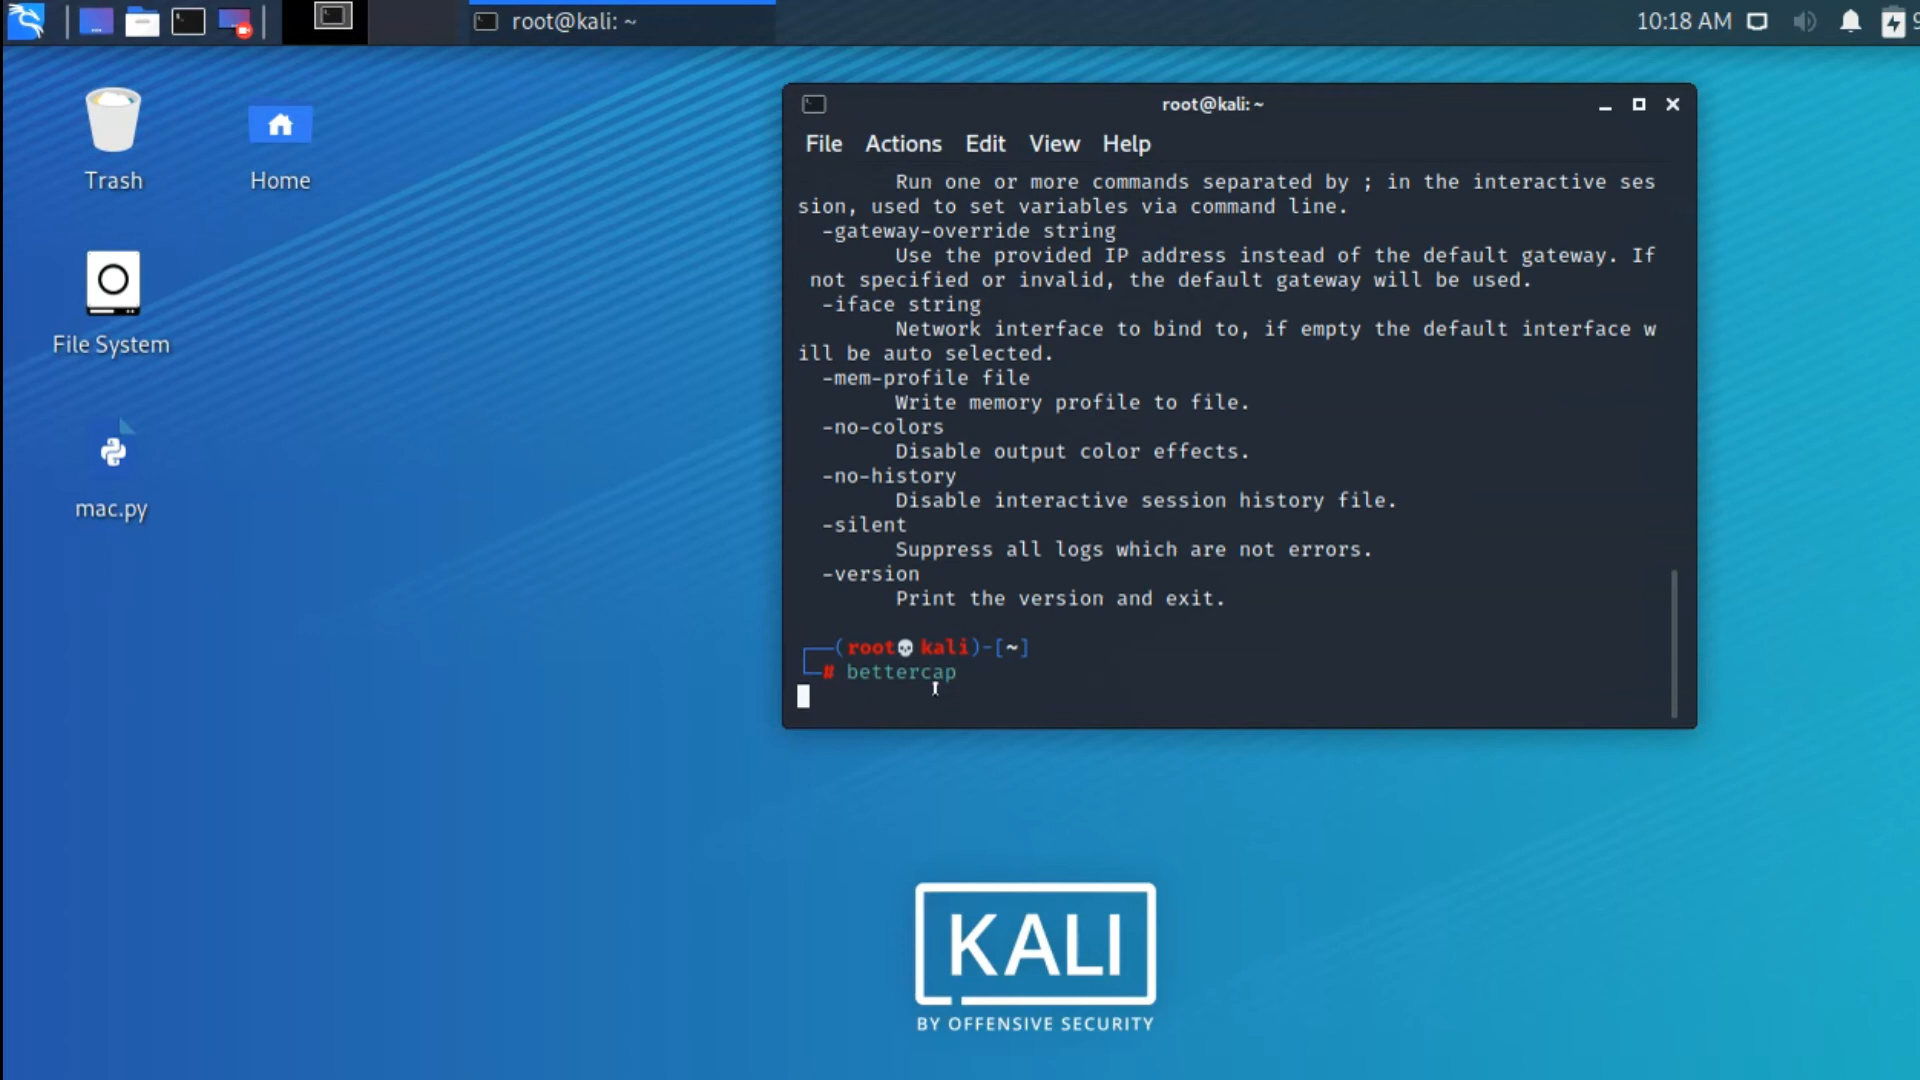 root@kali: ~
10:18 AM
9
Trash
Home
File System
mac.py
root@kali: ~
File Actions Edit View Help
Run one or more commands separated by ; in the interactive ses
sion, used to set variables via command line.
-gateway-override string
Use the provided IP address instead of the default gateway. If
not specified or invalid, the default gateway will be used.
-iface string
Network interface to bind to, if empty the default interface w
ill be auto selected.
-mem-profile file
Write memory profile to file.
-no-colors
Disable output color effects.
-no-history
Disable interactive session history file.
-silent
Suppress all logs which are not errors.
-version
Print the version and exit.
(root💀kali)-[~]
# bettercap
KALI
BY OFFENSIVE SECURITY